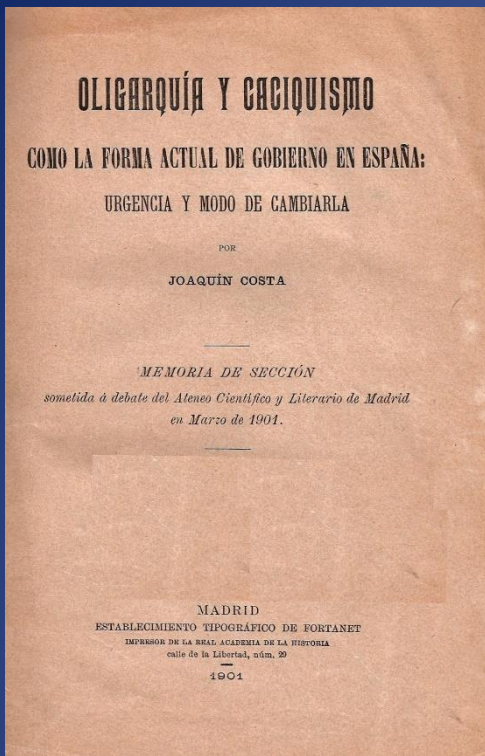 OLIGARQUÍA Y CACIQUISMO
COMO LA FORMA ACTUAL DE GOBIERNO EN ESPAÑA:
URGENCIA Y MODO DE CAMBIARLA
POR
JOAQUÍN COSTA
MEMORIA DE SECCIÓN
sometida á debate del Ateneo Científico y Literario de Madrid
en Marzo de 1901.
MADRID
ESTABLECIMIENTO TIPOGRÁFICO DE FORTANET
IMPRESOR DE LA REAL ACADEMIA DE LA HISTORIA
calle de la Libertad, núm. 29
1901